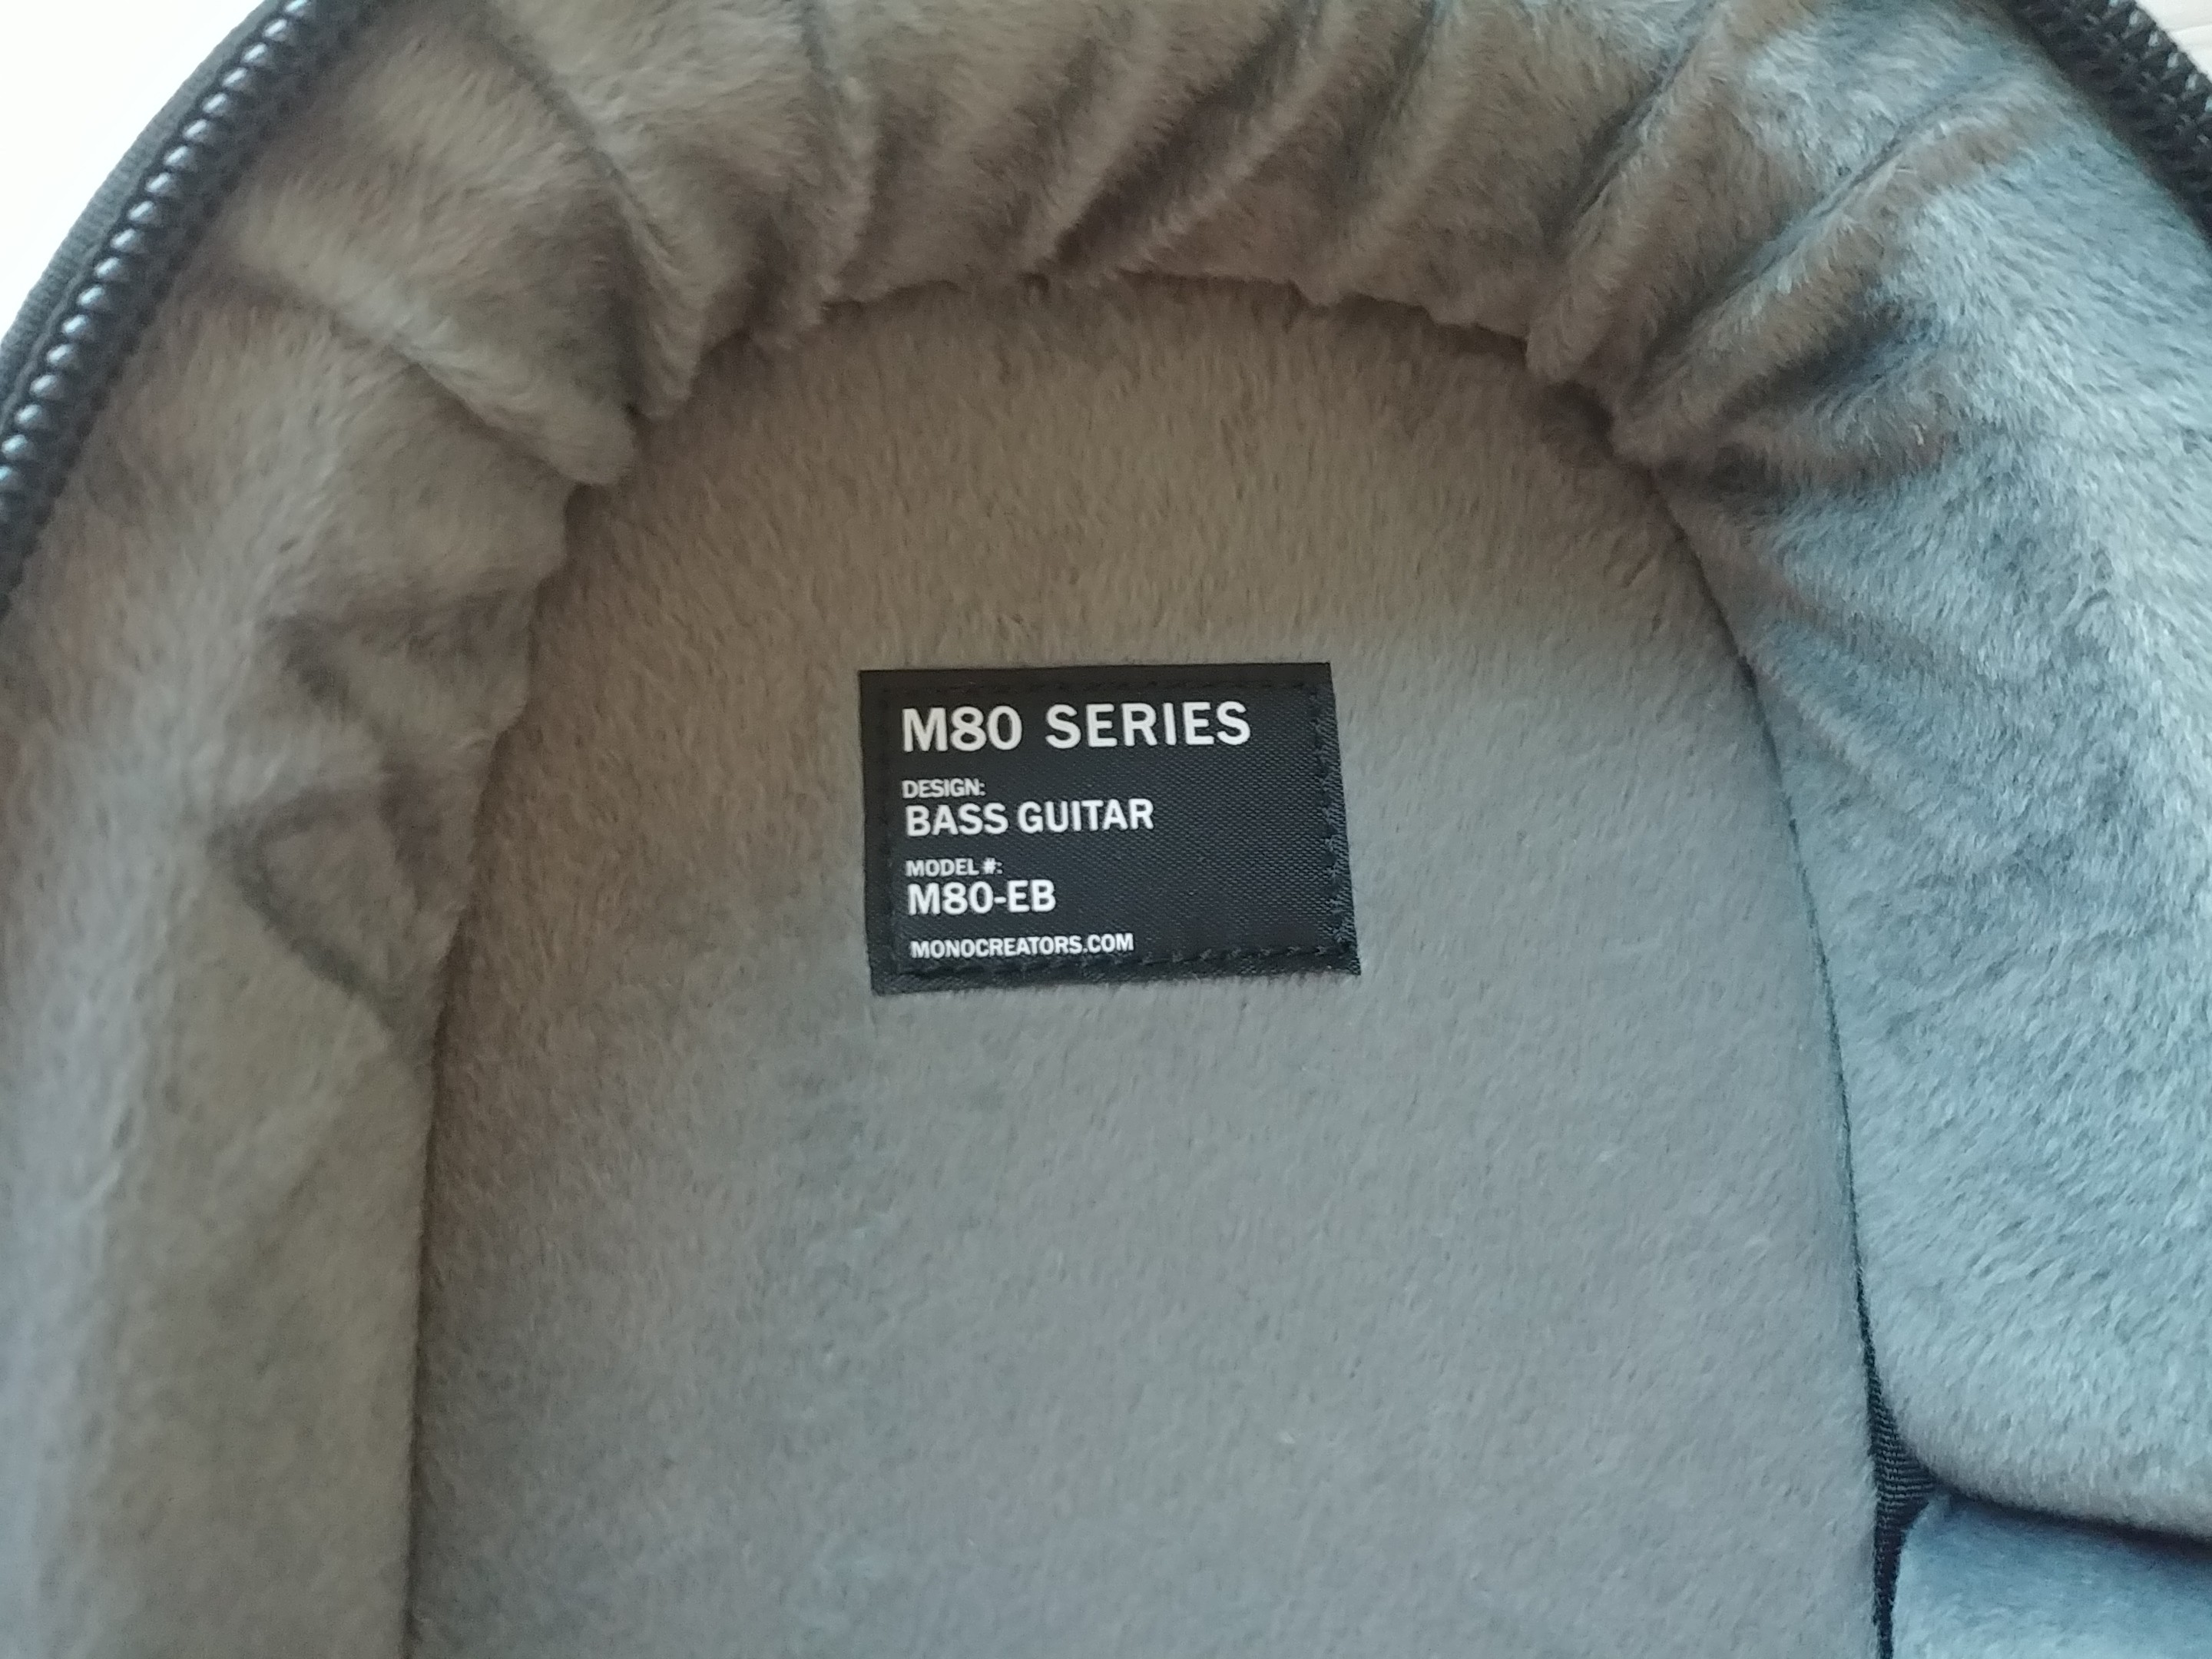 M80 SERIES
DESIGN:
BASS GUITAR
MODEL #:
M80-EB
MONOCREATORS.COM